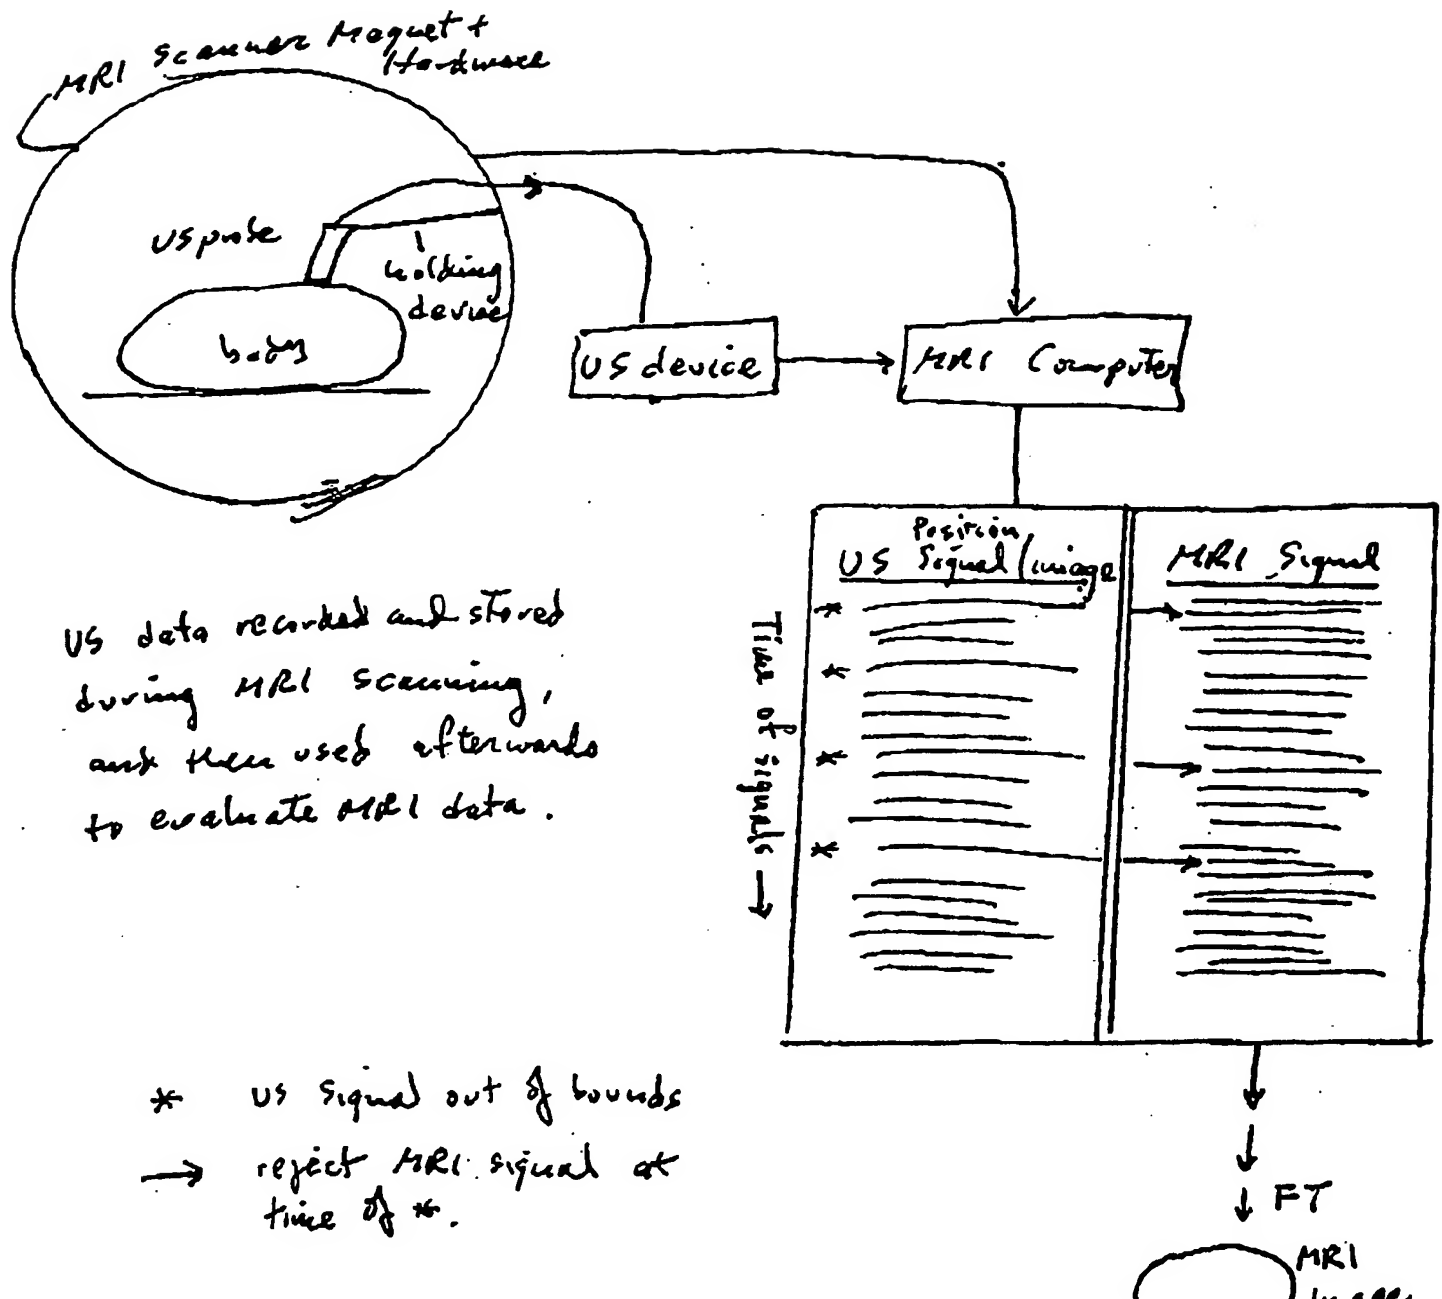 MRI Scanner Magnet +
Hardware
US probe
holding
device
body
US device
MRI Computer
Position,
US Signal/image
MRI Signal
Time of signals →
*
*
*
*
US data recorded and stored
during MRI scanning,
and then used afterwards
to evaluate MRI data.
* US signal out of bounds
→ reject MRI signal at
time of *.
FT
MRI